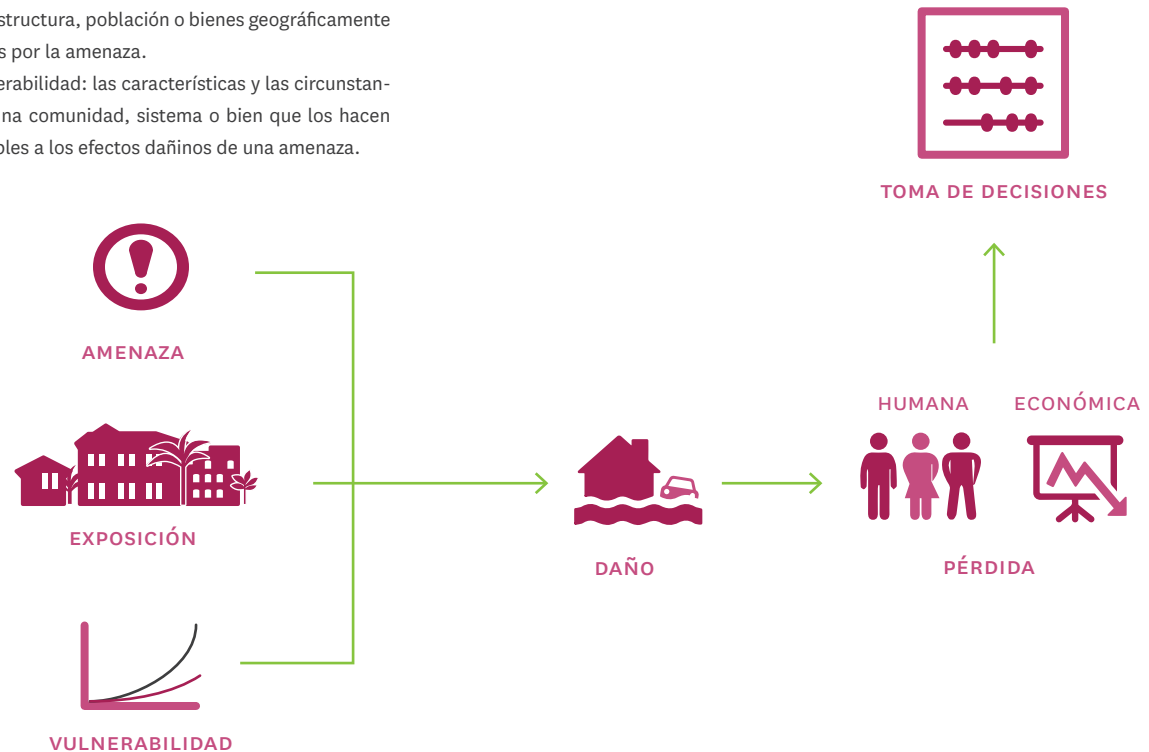 structura, población o bienes geográficamente
s por la amenaza.
erabilidad: las características y las circunstan-
na comunidad, sistema o bien que los hacen
bles a los efectos dañinos de una amenaza.
TOMA DE DECISIONES
AMENAZA
HUMANA ECONÓMICA
EXPOSICIÓN
DAÑO
PÉRDIDA
VULNERABILIDAD